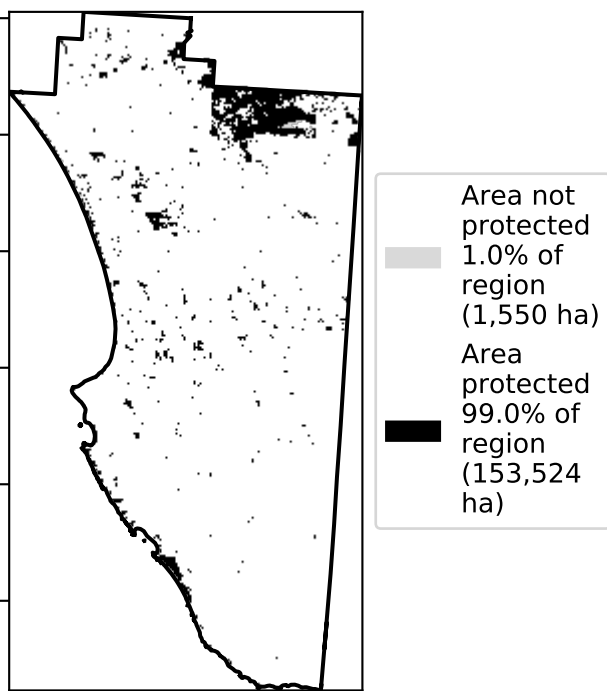 Area not
protected
1.0% of
region
(1,550 ha)
Area
protected
99.0% of
region
(153,524
ha)